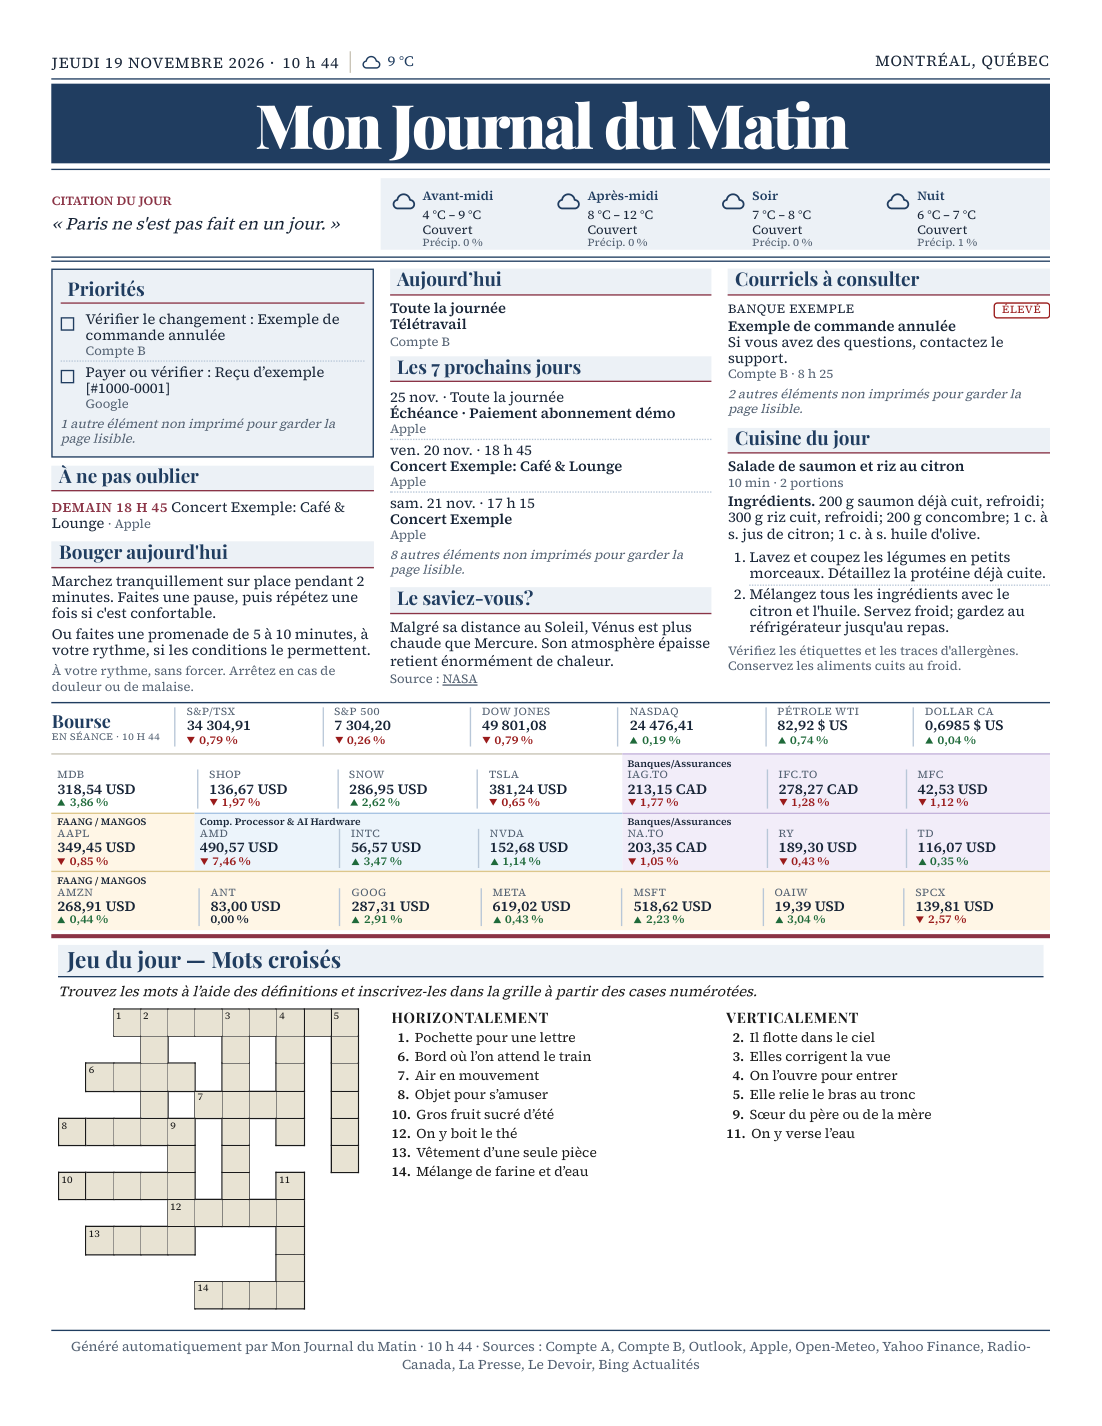 JEUDI 19 NOVEMBRE 2026 · 10 h 44
9 °C
MONTRÉAL, QUÉBEC
Mon Journal du Matin
CITATION DU JOUR
« Paris ne s'est pas fait en un jour. »
Avant-midi
4 °C – 9 °C
Couvert
Précip. 0 %
Après-midi
8 °C – 12 °C
Couvert
Précip. 0 %
Soir
7 °C – 8 °C
Couvert
Précip. 0 %
Nuit
6 °C – 7 °C
Couvert
Précip. 1 %
Priorités
Vérifier le changement : Exemple de
commande annulée
Compte B
Payer ou vérifier : Reçu d’exemple
[#1000-0001]
Google
1 autre élément non imprimé pour garder la
page lisible.
À ne pas oublier
DEMAIN 18 H 45 Concert Exemple: Café &
Lounge · Apple
Bouger aujourd'hui
Marchez tranquillement sur place pendant 2
minutes. Faites une pause, puis répétez une
fois si c'est confortable.
Ou faites une promenade de 5 à 10 minutes, à
votre rythme, si les conditions le permettent.
À votre rythme, sans forcer. Arrêtez en cas de
douleur ou de malaise.
Aujourd’hui
Toute la journée
Télétravail
Compte B
Les 7 prochains jours
25 nov. · Toute la journée
Échéance · Paiement abonnement démo
Apple
ven. 20 nov. · 18 h 45
Concert Exemple: Café & Lounge
Apple
sam. 21 nov. · 17 h 15
Concert Exemple
Apple
8 autres éléments non imprimés pour garder la
page lisible.
Le saviez-vous?
Malgré sa distance au Soleil, Vénus est plus
chaude que Mercure. Son atmosphère épaisse
retient énormément de chaleur.
Source : NASA
Courriels à consulter
BANQUE EXEMPLE
ÉLEVÉ
Exemple de commande annulée
Si vous avez des questions, contactez le
support.
Compte B · 8 h 25
2 autres éléments non imprimés pour garder la
page lisible.
Cuisine du jour
Salade de saumon et riz au citron
10 min · 2 portions
Ingrédients. 200 g saumon déjà cuit, refroidi;
300 g riz cuit, refroidi; 200 g concombre; 1 c. à
s. jus de citron; 1 c. à s. huile d'olive.
1. Lavez et coupez les légumes en petits
morceaux. Détaillez la protéine déjà cuite.
2. Mélangez tous les ingrédients avec le
citron et l'huile. Servez froid; gardez au
réfrigérateur jusqu'au repas.
Vérifiez les étiquettes et les traces d'allergènes.
Conservez les aliments cuits au froid.
Bourse
EN SÉANCE · 10 H 44
S&P/TSX
34 304,91
▼ 0,79 %
S&P 500
7 304,20
▼ 0,26 %
DOW JONES
49 801,08
▼ 0,79 %
NASDAQ
24 476,41
▲ 0,19 %
PÉTROLE WTI
82,92 $ US
▲ 0,74 %
DOLLAR CA
0,6985 $ US
▲ 0,04 %
MDB
318,54 USD
▲ 3,86 %
SHOP
136,67 USD
▼ 1,97 %
SNOW
286,95 USD
▲ 2,62 %
TSLA
381,24 USD
▼ 0,65 %
Banques/Assurances
IAG.TO
213,15 CAD
▼ 1,77 %
IFC.TO
278,27 CAD
▼ 1,28 %
MFC
42,53 USD
▼ 1,12 %
FAANG / MANGOS
AAPL
349,45 USD
▼ 0,85 %
Comp. Processor & AI Hardware
AMD
490,57 USD
▼ 7,46 %
INTC
56,57 USD
▲ 3,47 %
NVDA
152,68 USD
▲ 1,14 %
Banques/Assurances
NA.TO
203,35 CAD
▼ 1,05 %
RY
189,30 USD
▼ 0,43 %
TD
116,07 USD
▲ 0,35 %
FAANG / MANGOS
AMZN
268,91 USD
▲ 0,44 %
ANT
83,00 USD
0,00 %
GOOG
287,31 USD
▲ 2,91 %
META
619,02 USD
▲ 0,43 %
MSFT
518,62 USD
▲ 2,23 %
OAIW
19,39 USD
▲ 3,04 %
SPCX
139,81 USD
▼ 2,57 %
Jeu du jour — Mots croisés
Trouvez les mots à l’aide des définitions et inscrivez-les dans la grille à partir des cases numérotées.
1 2 3 4 5
6
7
8 9
10 11
12
13
14
HORIZONTALEMENT
1. Pochette pour une lettre
6. Bord où l’on attend le train
7. Air en mouvement
8. Objet pour s’amuser
10. Gros fruit sucré d’été
12. On y boit le thé
13. Vêtement d’une seule pièce
14. Mélange de farine et d’eau
VERTICALEMENT
2. Il flotte dans le ciel
3. Elles corrigent la vue
4. On l’ouvre pour entrer
5. Elle relie le bras au tronc
9. Sœur du père ou de la mère
11. On y verse l’eau
Généré automatiquement par Mon Journal du Matin · 10 h 44 · Sources : Compte A, Compte B, Outlook, Apple, Open-Meteo, Yahoo Finance, Radio-
Canada, La Presse, Le Devoir, Bing Actualités